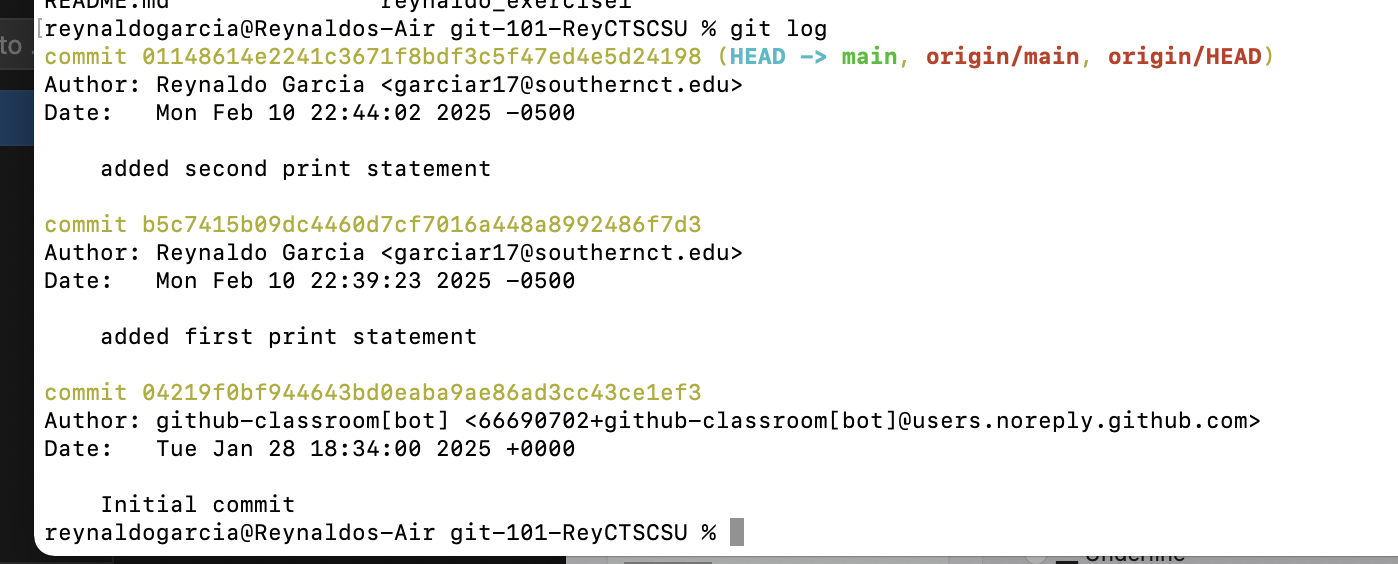 README.md reynaldo_exercise1
[reynaldogarcia@Reynaldos-Air git-101-ReyCTSCSU % git log
to .
commit 01148614e2241c3671f8bdf3c5f47ed4e5d24198 (HEAD -> main, origin/main, origin/HEAD)
Author: Reynaldo Garcia <garciar17@southernct.edu>
Date:   Mon Feb 10 22:44:02 2025 -0500
    added second print statement
commit b5c7415b09dc4460d7cf7016a448a8992486f7d3
Author: Reynaldo Garcia <garciar17@southernct.edu>
Date:   Mon Feb 10 22:39:23 2025 -0500
    added first print statement
commit 04219f0bf944643bd0eaba9ae86ad3cc43ce1ef3
Author: github-classroom[bot] <66690702+github-classroom[bot]@users.noreply.github.com>
Date:   Tue Jan 28 18:34:00 2025 +0000
    Initial commit
reynaldogarcia@Reynaldos-Air git-101-ReyCTSCSU %
Underline